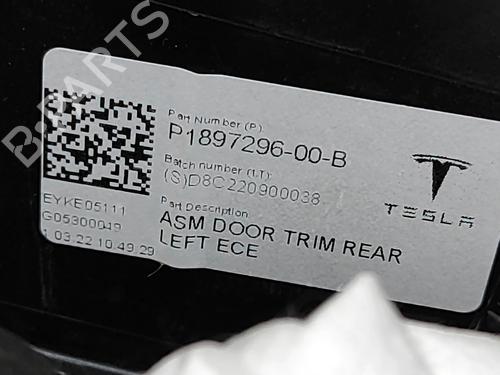 B-PARTS
Part Number (P):
P1897296-00-B
Batch number (1T):
(S)D8C220900038
Part Description:
ASM DOOR TRIM REAR
LEFT ECE
TESLA
EYKE05111
G05300049
1 03.22 10:49:29